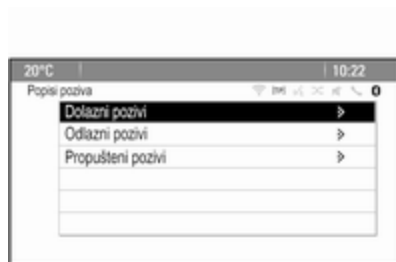 20°C 10:22
Popisi poziva
Dolazni pozivi
Odlazni pozivi
Propušteni pozivi